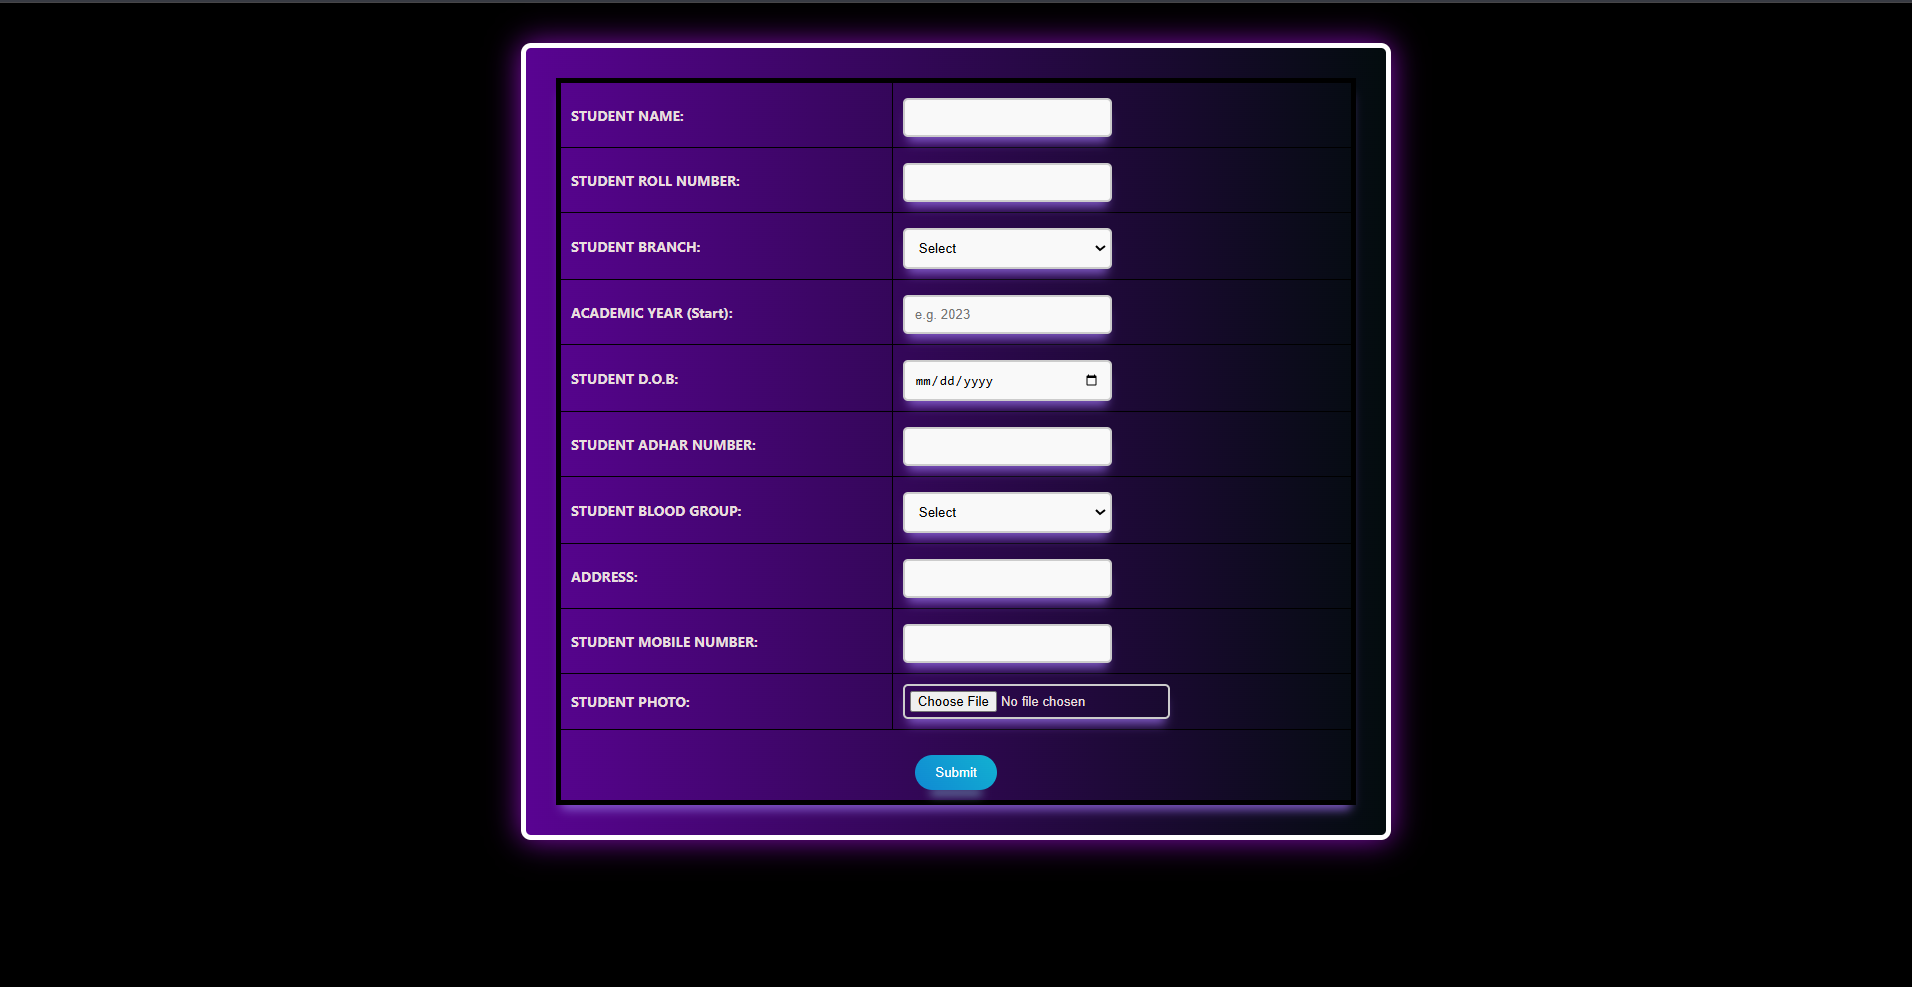 STUDENT NAME:
STUDENT ROLL NUMBER:
STUDENT BRANCH: Select
ACADEMIC YEAR (Start): e.g. 2023
STUDENT D.O.B: mm/dd/yyyy
STUDENT ADHAR NUMBER:
STUDENT BLOOD GROUP: Select
ADDRESS:
STUDENT MOBILE NUMBER:
STUDENT PHOTO: Choose File No file chosen
Submit